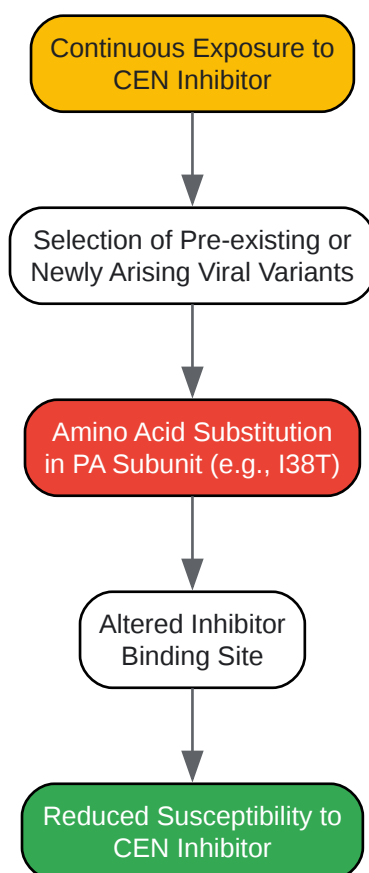 Continuous Exposure to
CEN Inhibitor
Selection of Pre-existing or
Newly Arising Viral Variants
Amino Acid Substitution
in PA Subunit (e.g., I38T)
Altered Inhibitor
Binding Site
Reduced Susceptibility to
CEN Inhibitor